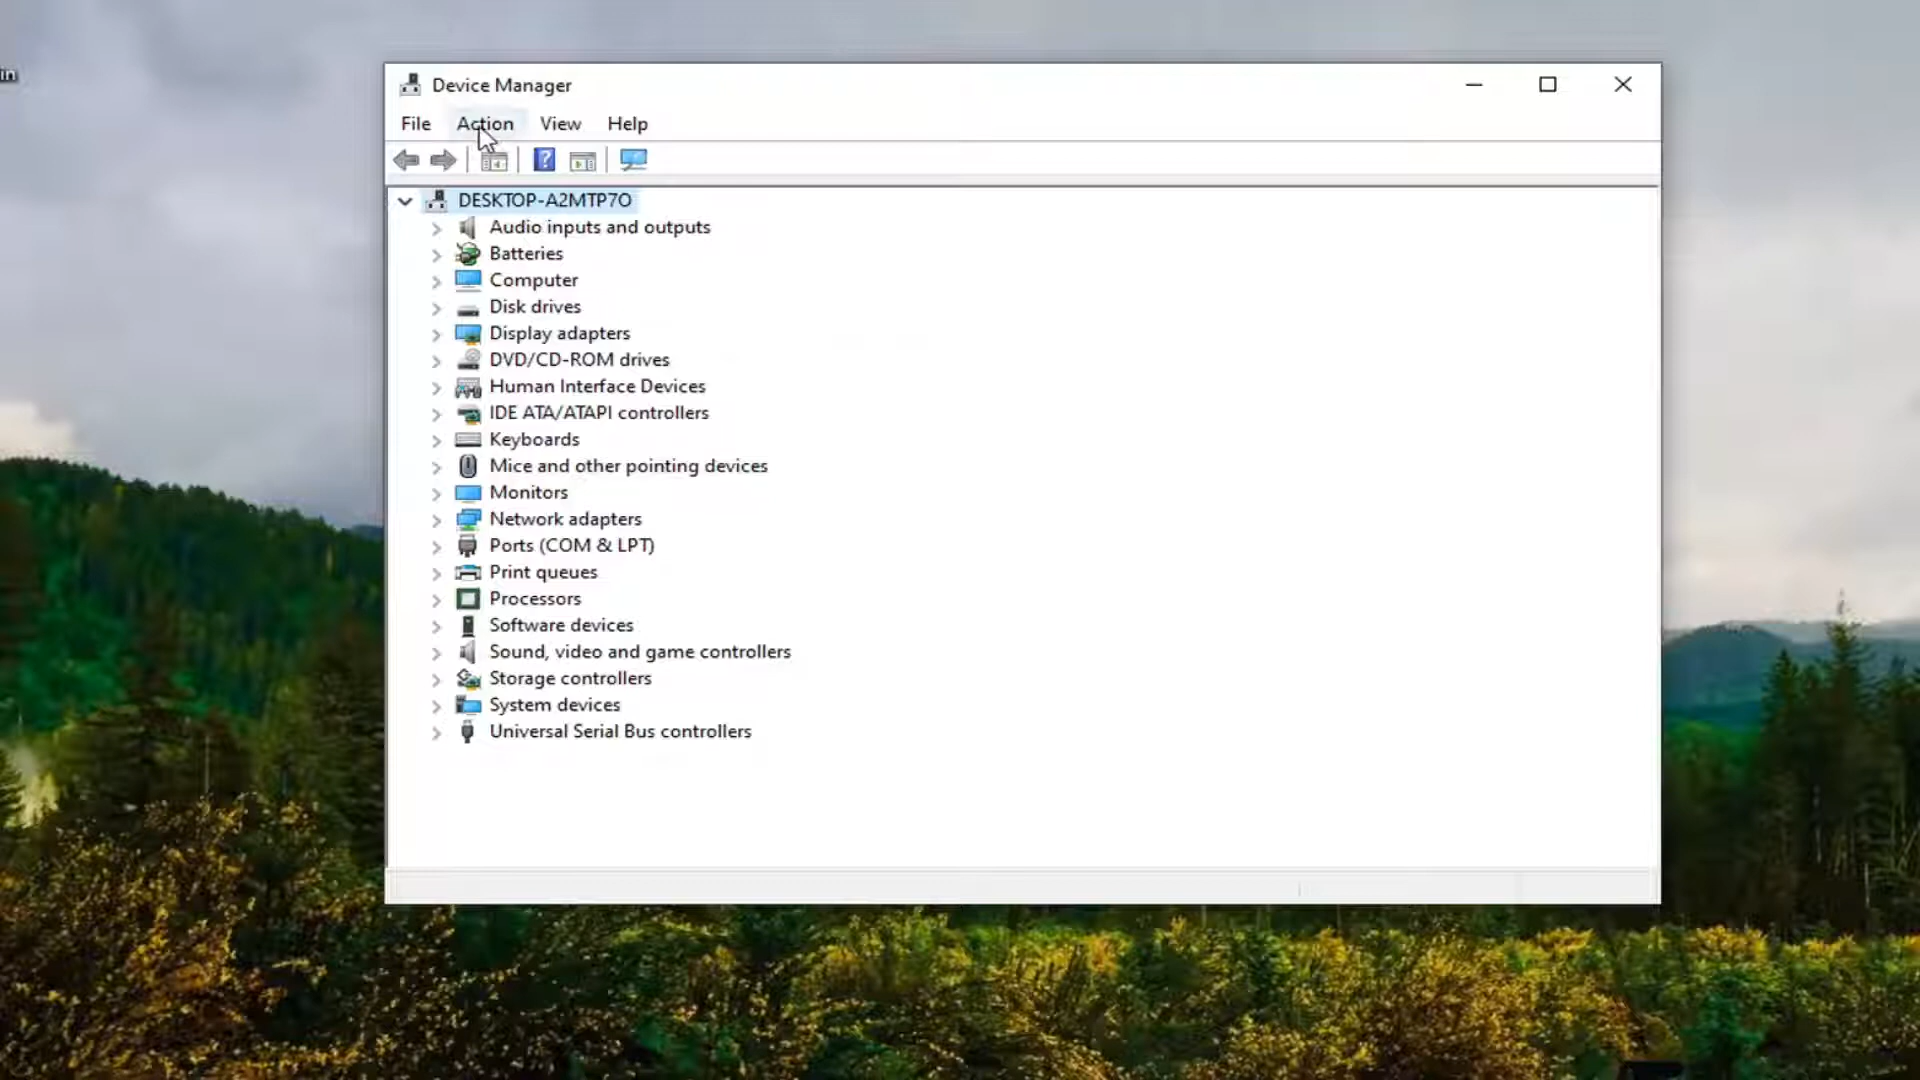 in
Device Manager
File Action View Help
?
DESKTOP-A2MTP7O
Audio inputs and outputs
Batteries
Computer
Disk drives
Display adapters
DVD/CD-ROM drives
Human Interface Devices
IDE ATA/ATAPI controllers
Keyboards
Mice and other pointing devices
Monitors
Network adapters
Ports (COM & LPT)
Print queues
Processors
Software devices
Sound, video and game controllers
Storage controllers
System devices
Universal Serial Bus controllers